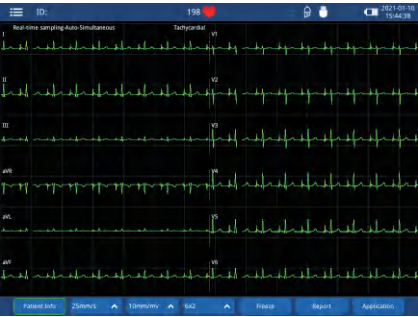 ID: 198 2021-01-10
15:44:38
Real-time sampling-Auto-Simultaneous Tachycardia!
I V1
II V2
III V3
aVR V4
aVL V5
aVF V6
Patient Info 25mm/s 10mm/mv 6x2 Freeze Report Application